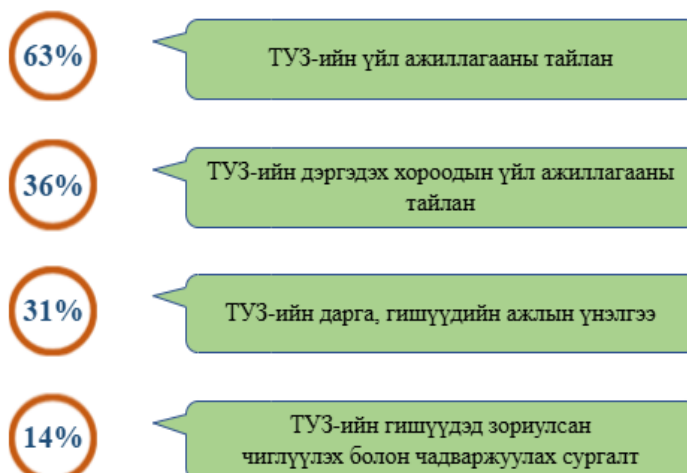 63%
ТУЗ-ийн үйл ажиллагааны тайлан
36%
ТУЗ-ийн дэргэдэх хороодын үйл ажиллагааны
тайлан
31%
ТУЗ-ийн дарга, гишүүдийн ажлын үнэлгээ
14%
ТУЗ-ийн гишүүдэд зориулсан
чиглүүлэх болон чадваржуулах сургалт